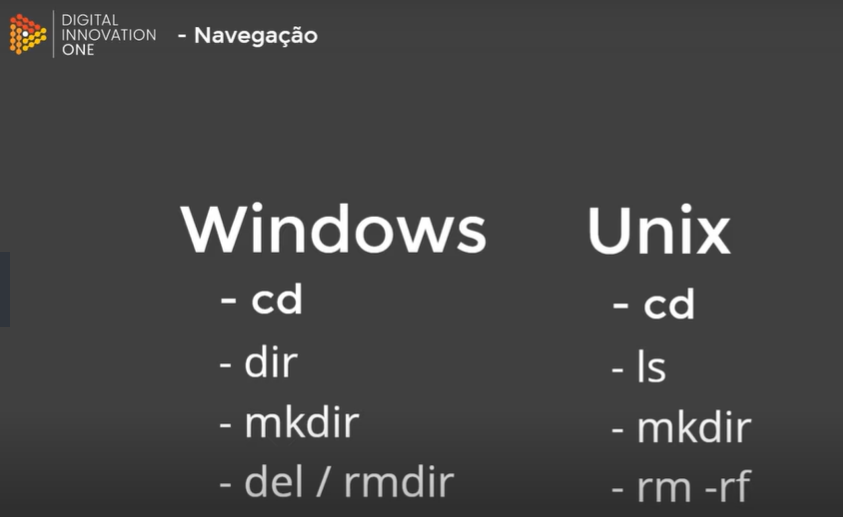 DIGITAL
INNOVATION
ONE
- Navegação
Windows
- cd
- dir
- mkdir
- del / rmdir
Unix
- cd
- ls
- mkdir
- rm -rf